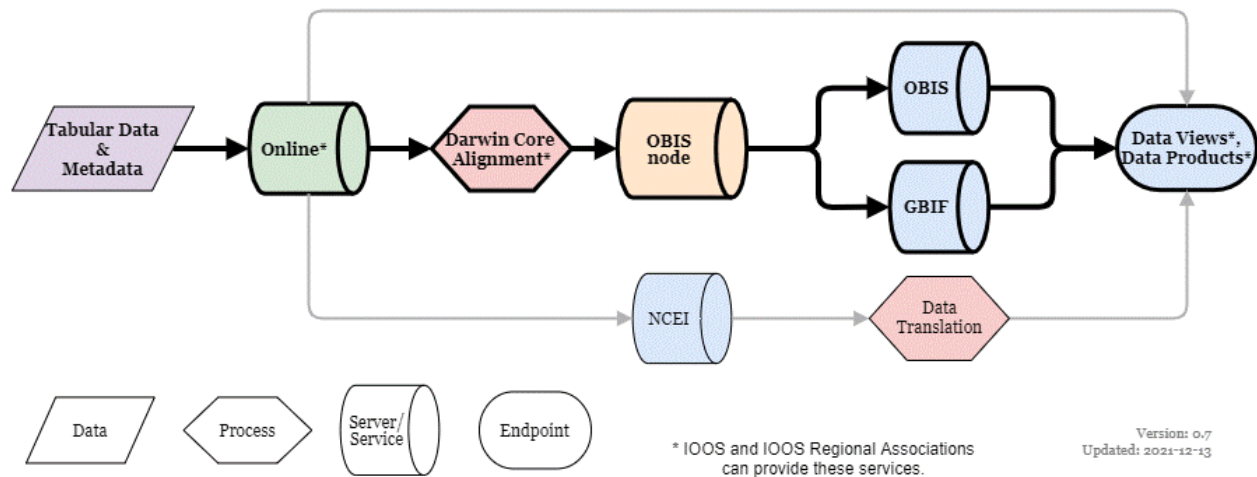 Tabular Data
&
Metadata
Online*
Darwin Core
Alignment*
OBIS
node
OBIS
GBIF
Data Views*,
Data Products*
NCEI
Data
Translation
Data
Process
Server/
Service
Endpoint
* IOOS and IOOS Regional Associations
can provide these services.
Version: 0.7
Updated: 2021-12-13